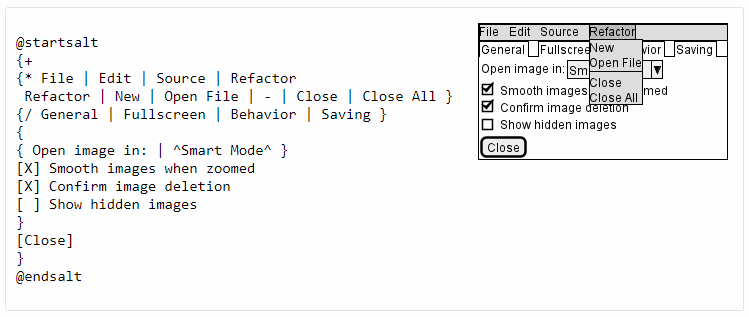 @startsalt
{+
{* File | Edit | Source | Refactor
 Refactor | New | Open File | - | Close | Close All }
{/ General | Fullscreen | Behavior | Saving }
{
{ Open image in: | ^Smart Mode^ }
[X] Smooth images when zoomed
[X] Confirm image deletion
[ ] Show hidden images
}
[Close]
}
@endsalt
File Edit Source Refactor
General Fullscree vior Saving
New
Open image in: Sm Open File
Close
Smooth images med
Close All
Confirm image deletion
Show hidden images
Close